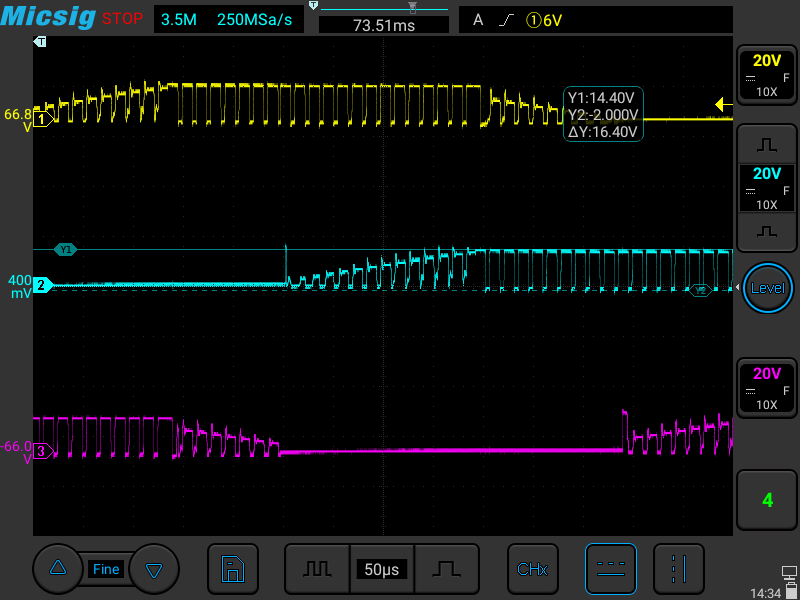 Micsig STOP 3.5M 250MSa/s T 73.51ms A ①6V
T
20V
F
10X
66.8
V
1
Y1:14.40V
Y2:-2.000V
ΔY:16.40V
20V
F
10X
Y1
400
mV
2
Y2
Level
20V
F
10X
-66.0
V
3
4
Fine
50μs
CHx
14:34